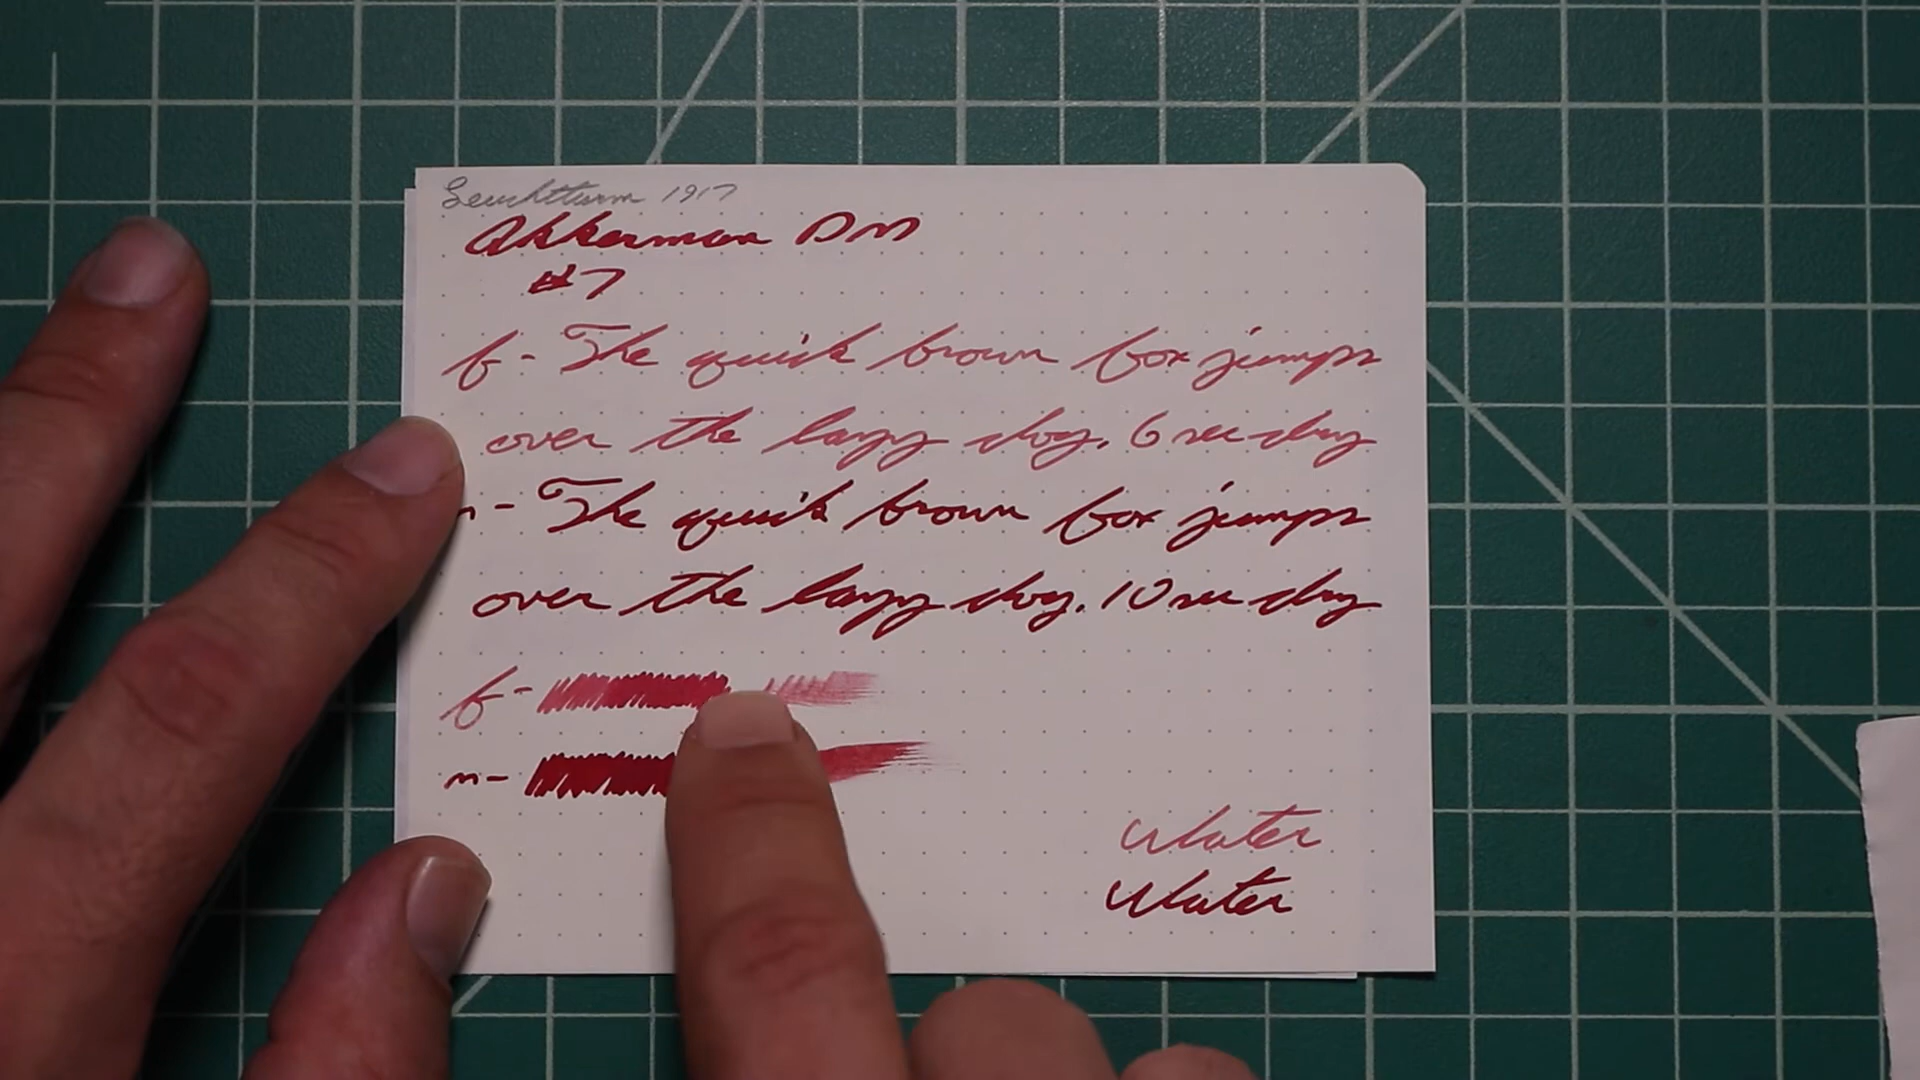 Leuchtturm 1917
Akkerman DM
#7
f - The quick brown fox jumps
over the lazy dog. 6 sec dry
- The quick brown fox jumps
over the lazy dog. 10 sec dry
f -
m -
Water
Water